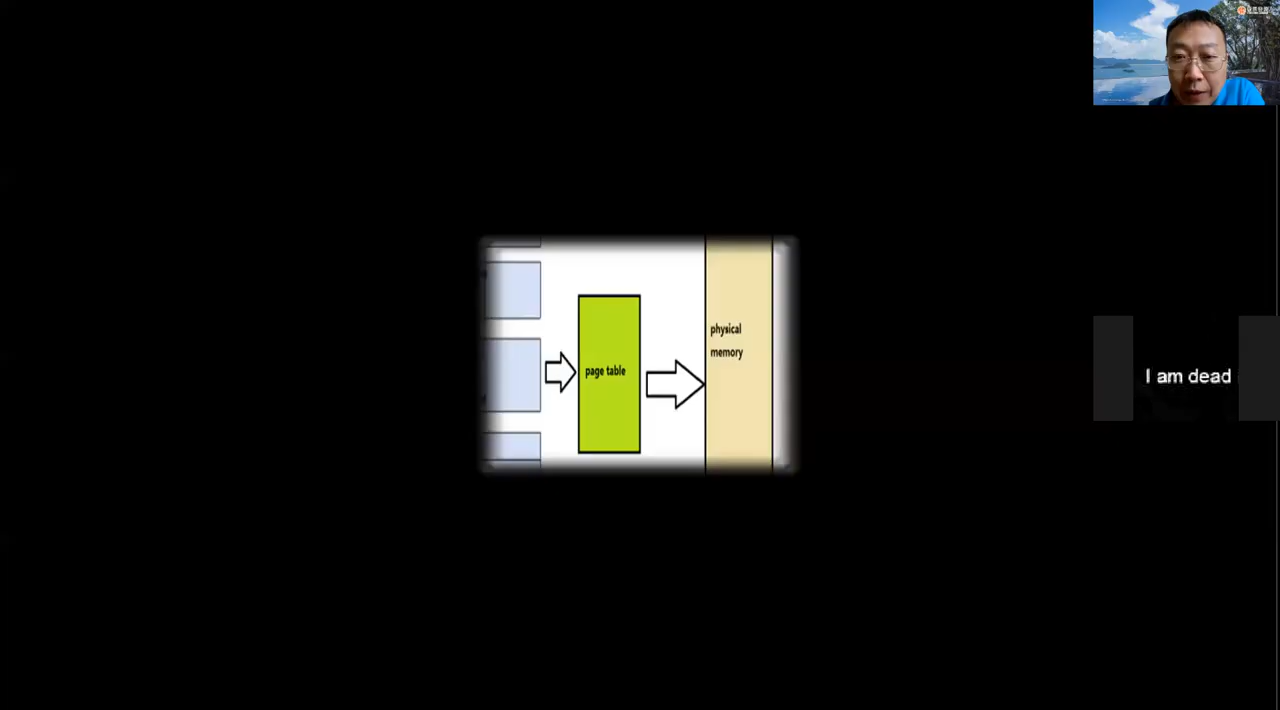 page table
physical
memory
I am dead